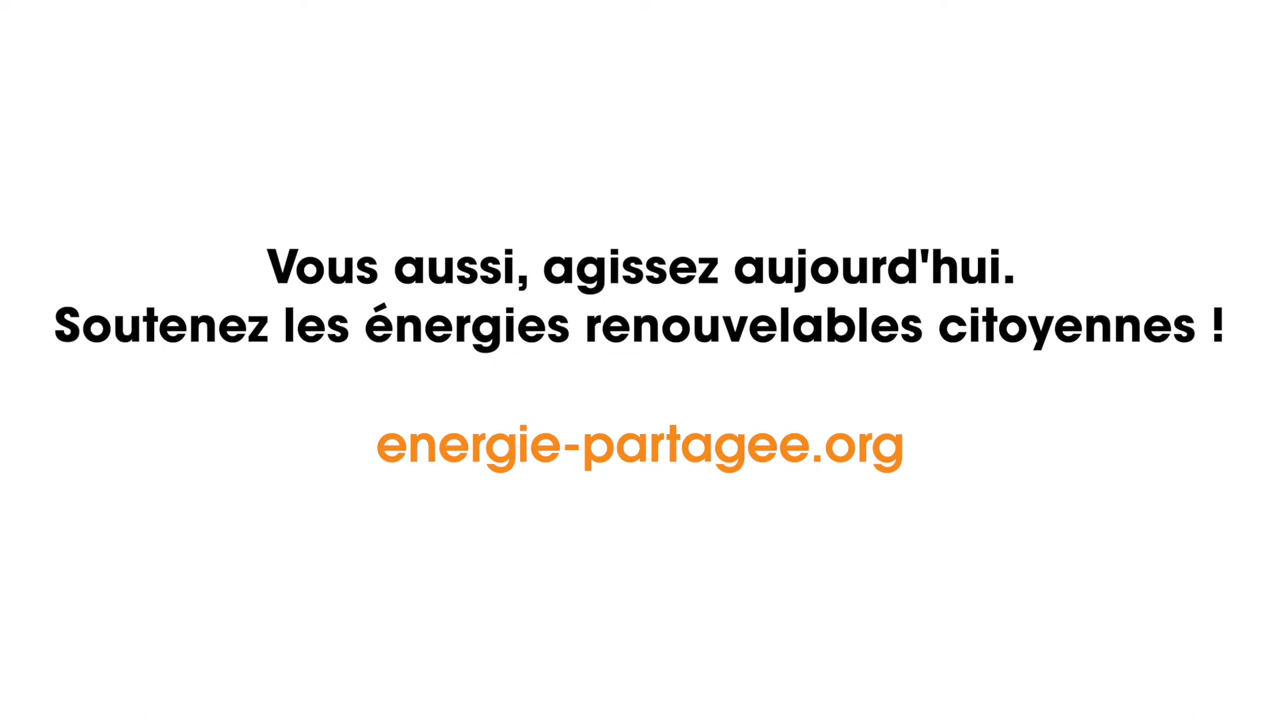 Vous aussi, agissez aujourd'hui.
Soutenez les énergies renouvelables citoyennes !
energie-partagee.org